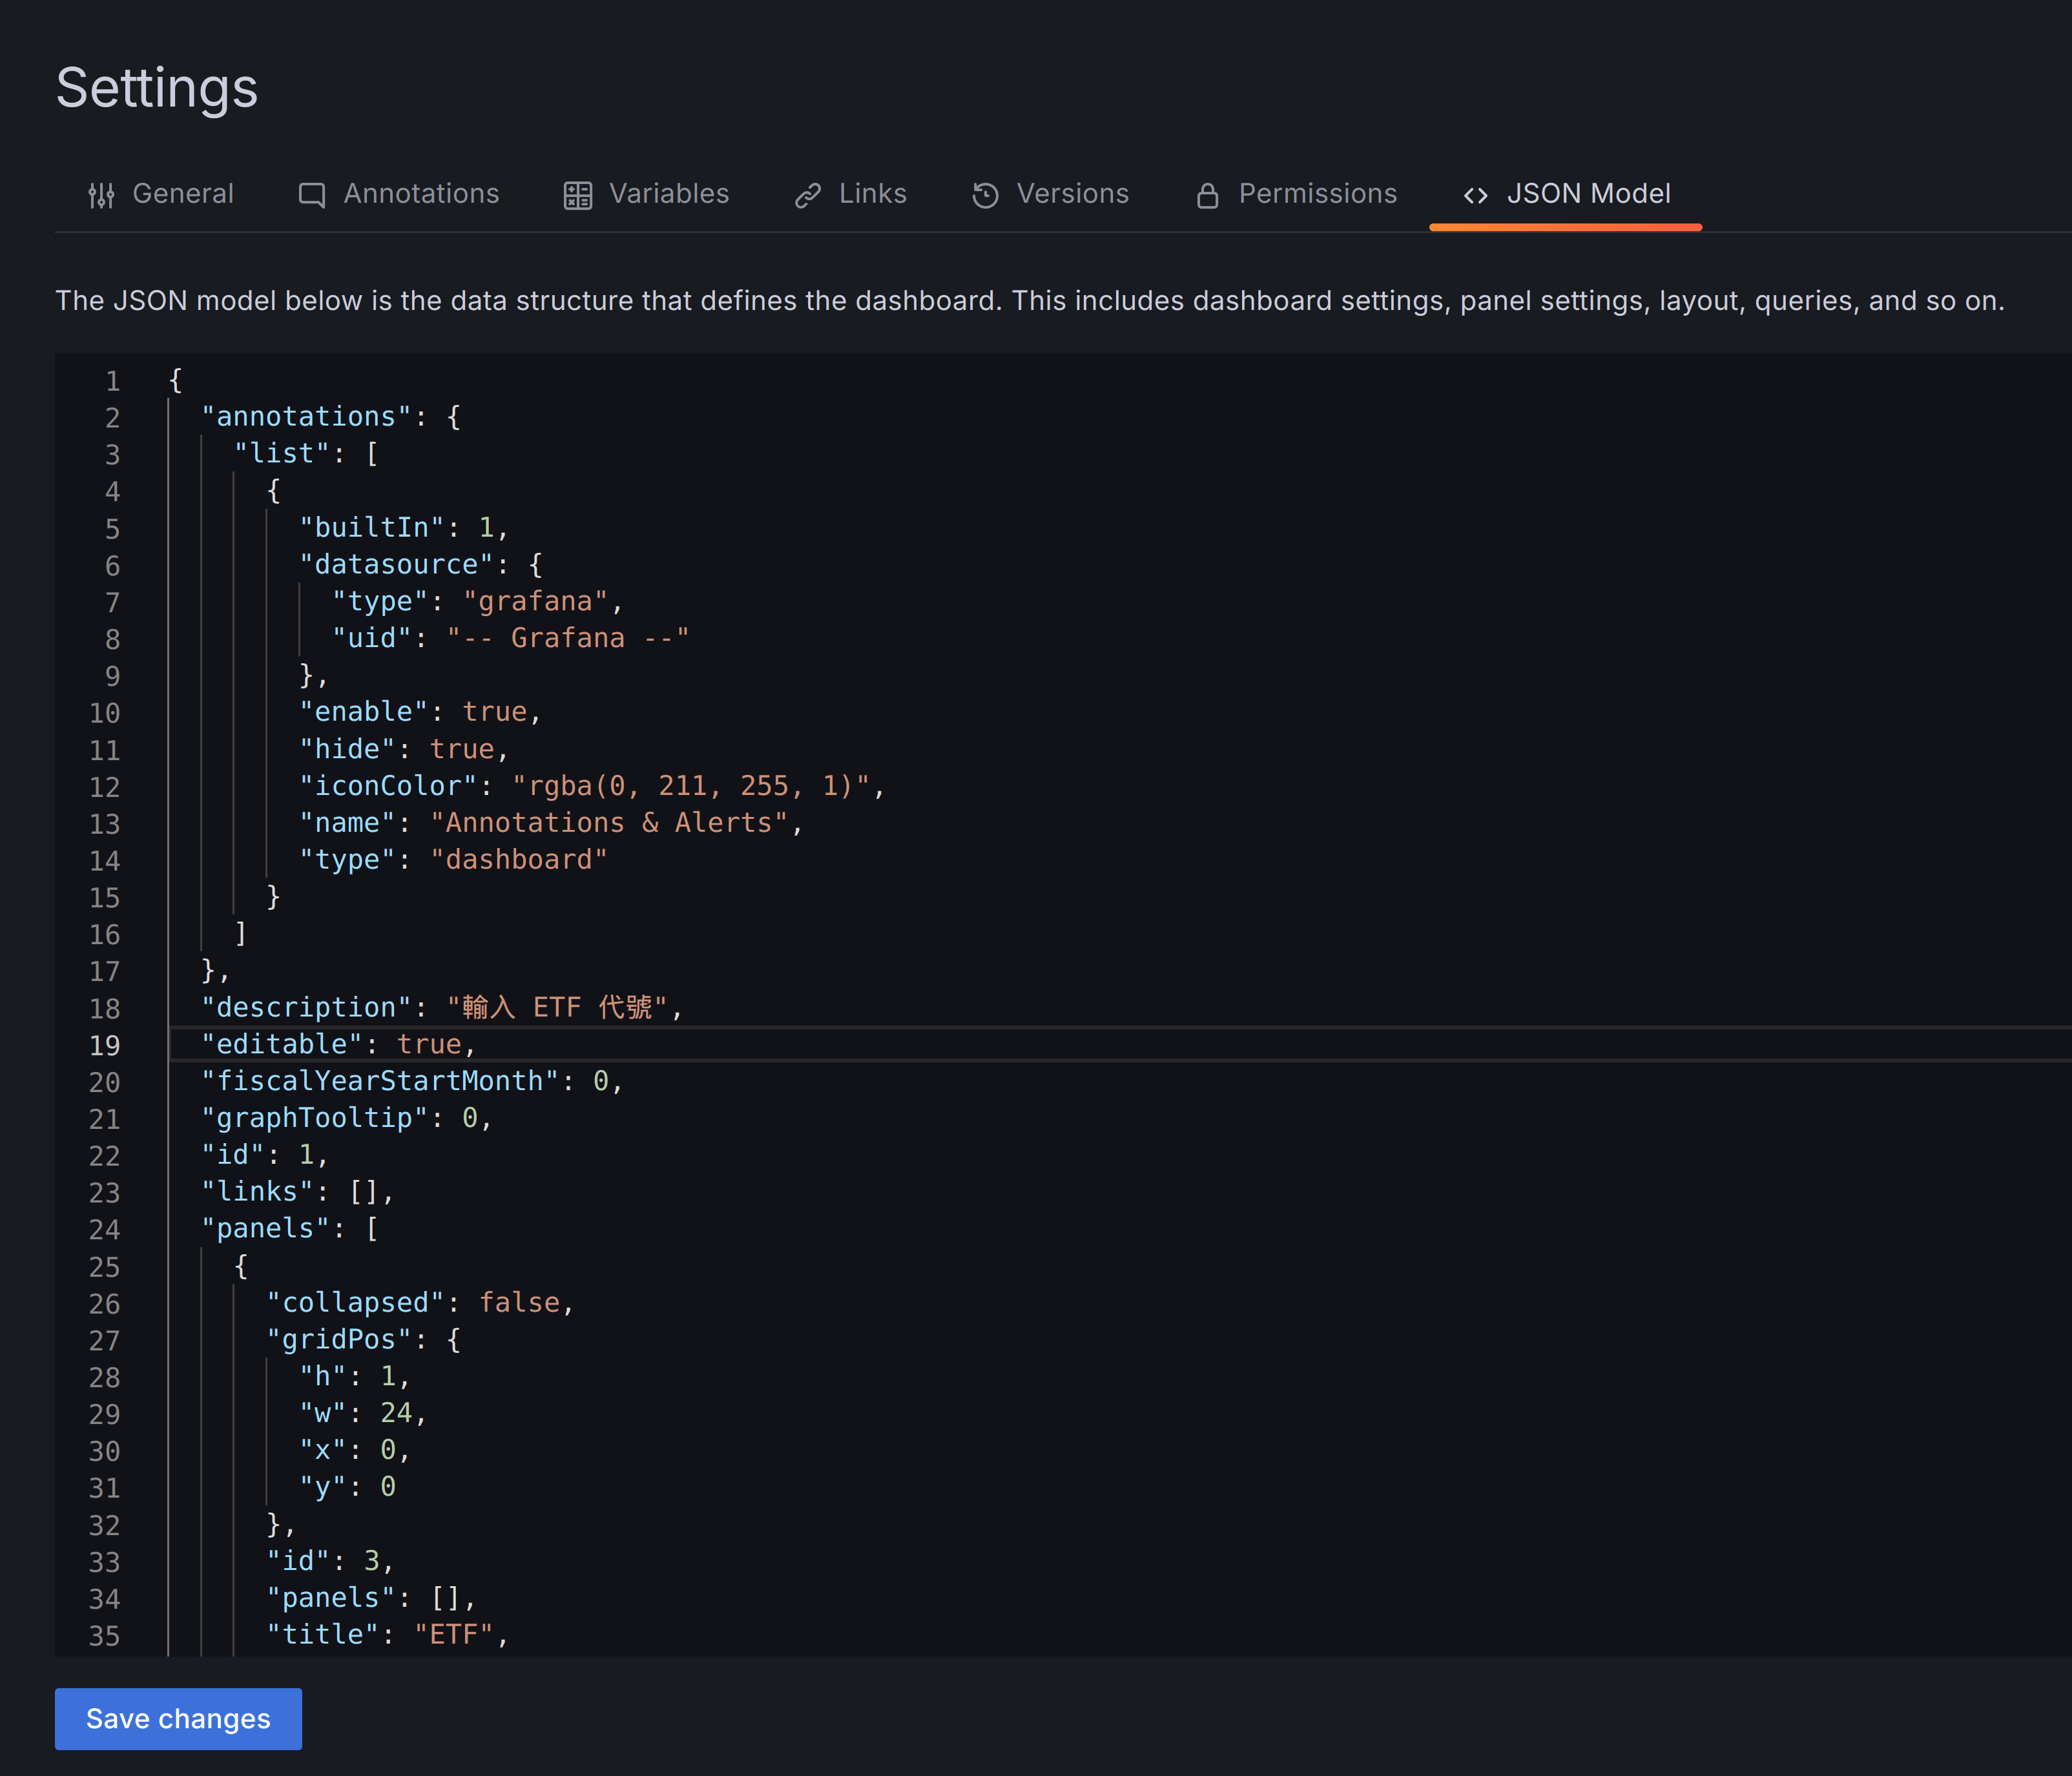 Settings
General Annotations Variables Links Versions Permissions JSON Model
The JSON model below is the data structure that defines the dashboard. This includes dashboard settings, panel settings, layout, queries, and so on.
1 {
2 "annotations": {
3 "list": [
4 {
5 "builtIn": 1,
6 "datasource": {
7 "type": "grafana",
8 "uid": "-- Grafana --"
9 },
10 "enable": true,
11 "hide": true,
12 "iconColor": "rgba(0, 211, 255, 1)",
13 "name": "Annotations & Alerts",
14 "type": "dashboard"
15 }
16 ]
17 },
18 "description": "輸入 ETF 代號",
19 "editable": true,
20 "fiscalYearStartMonth": 0,
21 "graphTooltip": 0,
22 "id": 1,
23 "links": [],
24 "panels": [
25 {
26 "collapsed": false,
27 "gridPos": {
28 "h": 1,
29 "w": 24,
30 "x": 0,
31 "y": 0
32 },
33 "id": 3,
34 "panels": [],
35 "title": "ETF",
Save changes